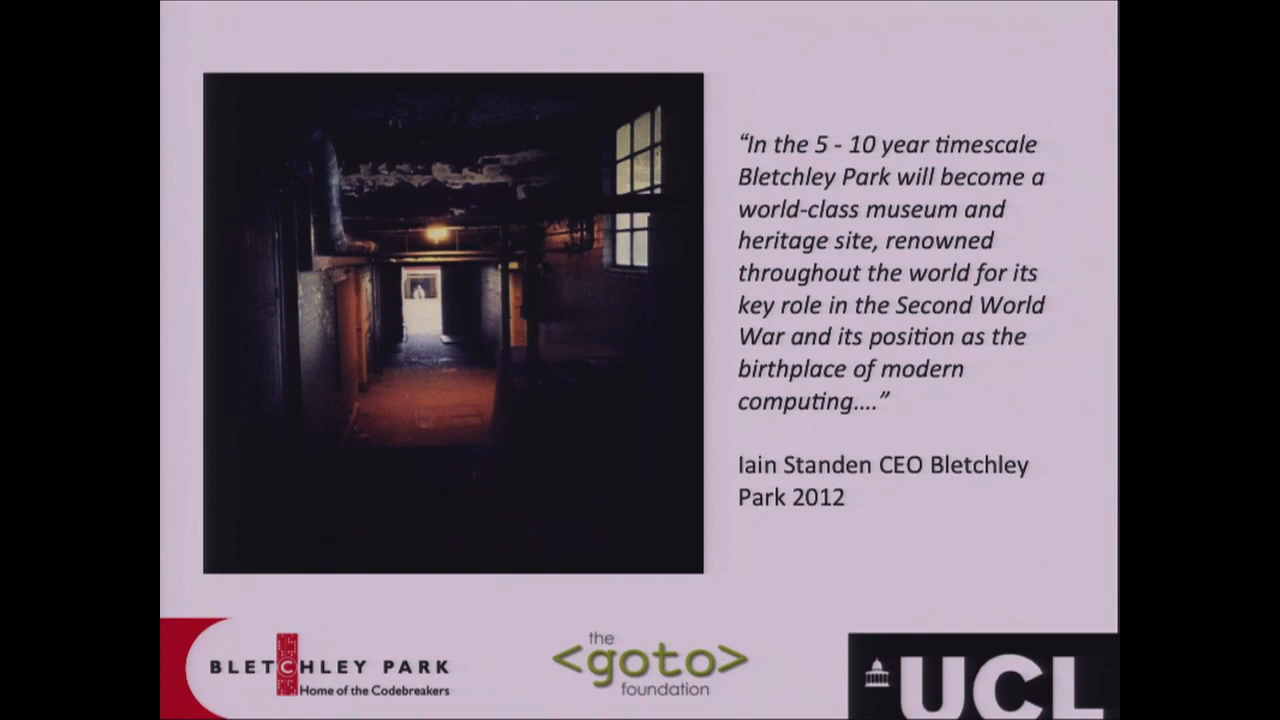 “In the 5 - 10 year timescale
Bletchley Park will become a
world-class museum and
heritage site, renowned
throughout the world for its
key role in the Second World
War and its position as the
birthplace of modern
computing....”
Iain Standen CEO Bletchley
Park 2012
BLETCHLEY PARK
Home of the Codebreakers
the
<goto>
foundation
UCL